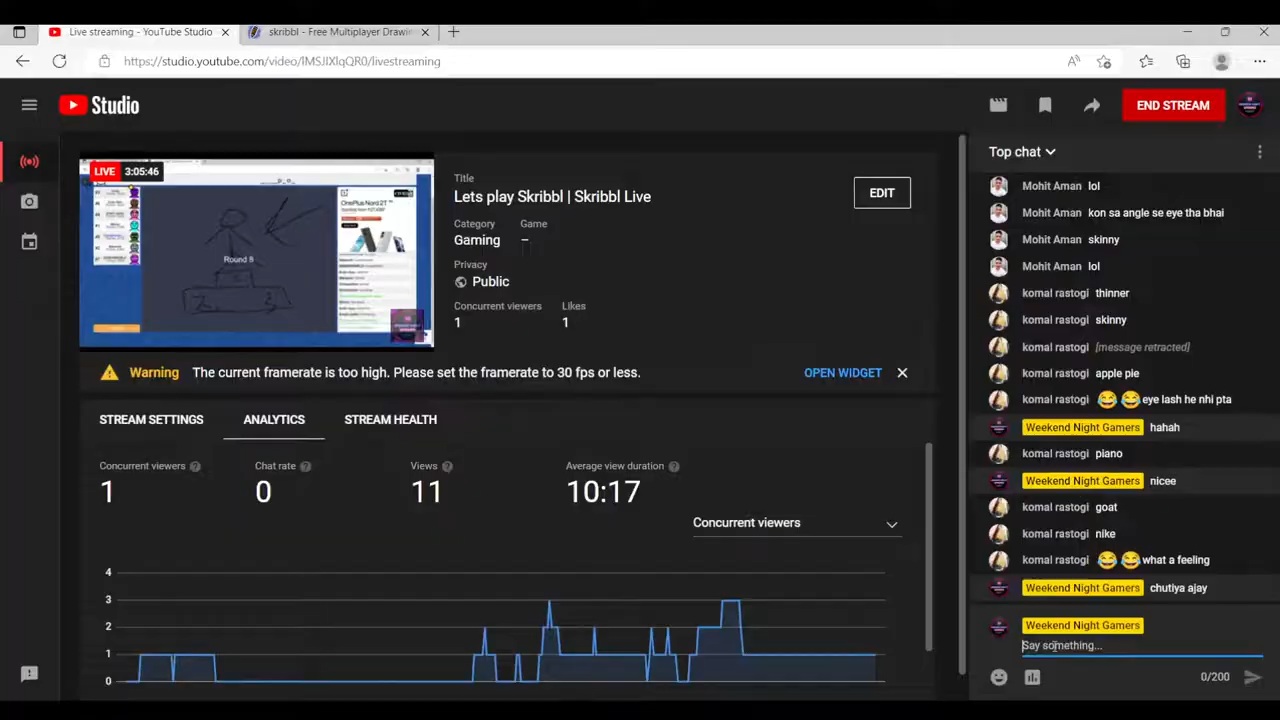 Live streaming - YouTube Studio
skribbl - Free Multiplayer Drawin
https://studio.youtube.com/video/lMSJIXlqQR0/livestreaming
Studio
END STREAM
LIVE 3:05:46
OnePlus Nord 2T
Round 8
Title
Lets play Skribbl | Skribbl Live
EDIT
Category Game
Gaming –
Privacy
Public
Concurrent viewers Likes
1 1
Warning The current framerate is too high. Please set the framerate to 30 fps or less.
OPEN WIDGET
STREAM SETTINGS ANALYTICS STREAM HEALTH
Concurrent viewers Chat rate Views Average view duration
1 0 11 10:17
Concurrent viewers
4
3
2
1
0
Top chat
Mohit Aman lol
Mohit Aman kon sa angle se eye tha bhai
Mohit Aman skinny
Mohit Aman lol
komal rastogi thinner
komal rastogi skinny
komal rastogi [message retracted]
komal rastogi apple pie
komal rastogi 😂 😂 eye lash he nhi pta
Weekend Night Gamers hahah
komal rastogi piano
Weekend Night Gamers nicee
komal rastogi goat
komal rastogi nike
komal rastogi 😂 😂 what a feeling
Weekend Night Gamers chutiya ajay
Weekend Night Gamers
Say something...
0/200